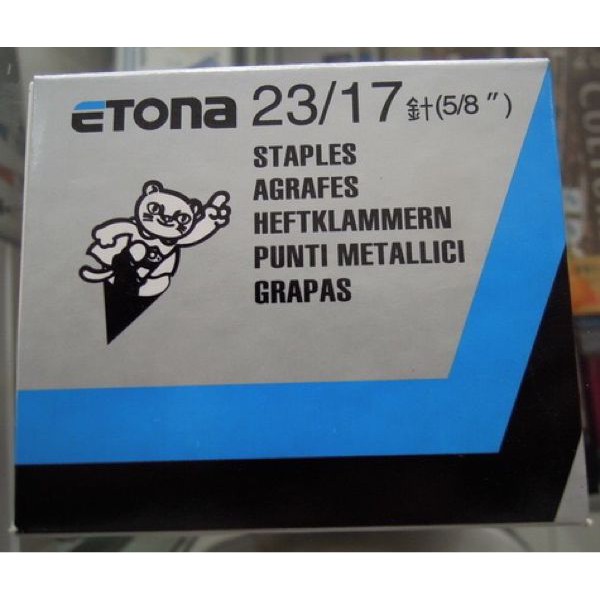 ETONA 23/17 針(5/8")
STAPLES
AGRAFES
HEFTKLAMMERN
PUNTI METALLICI
GRAPAS